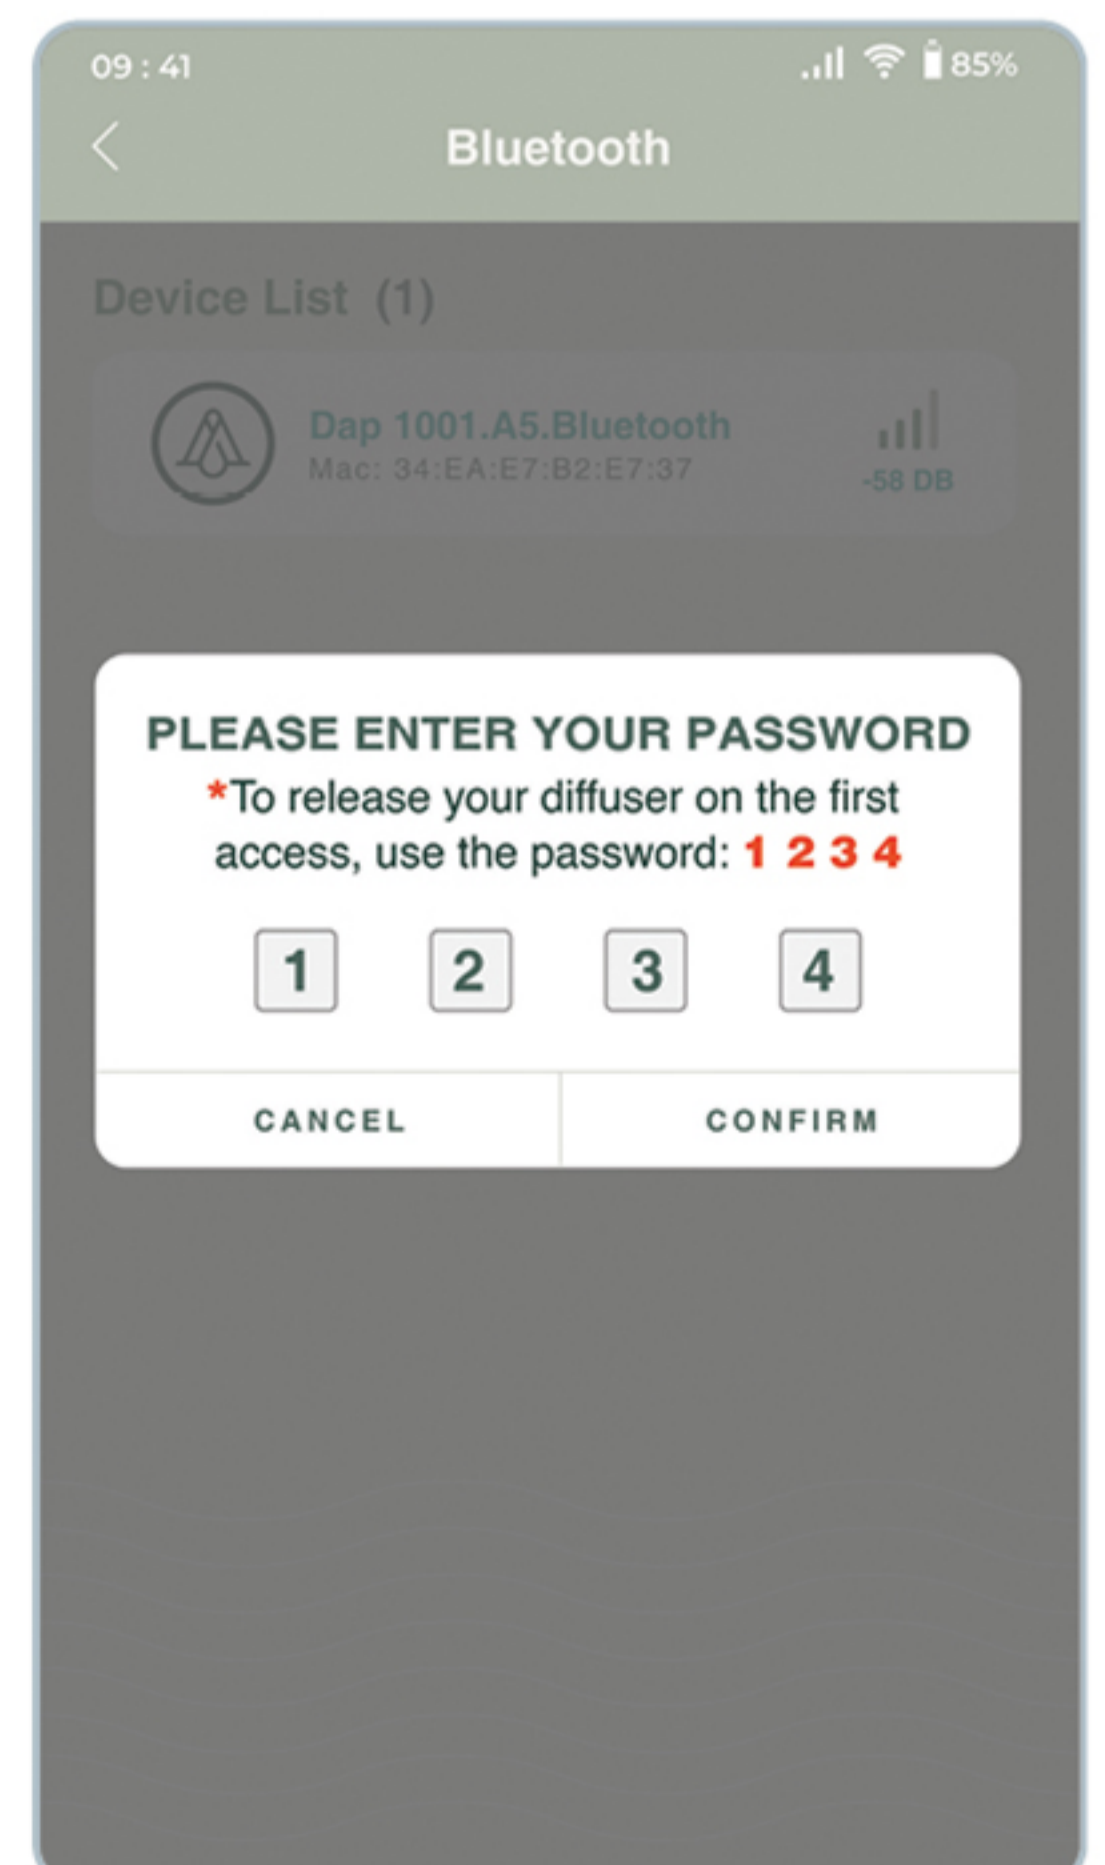 09 : 41
85%
Bluetooth
Device List (1)
Dap 1001.A5.Bluetooth
Mac: 34:EA:E7:B2:E7:37
-58 DB
PLEASE ENTER YOUR PASSWORD
*To release your diffuser on the first
access, use the password: 1 2 3 4
1 2 3 4
CANCEL
CONFIRM